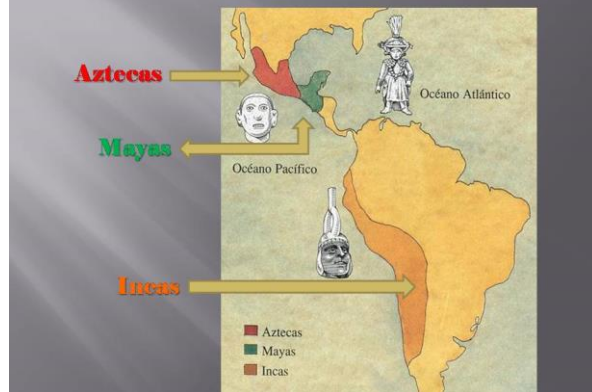 Aztecas
Océano Atlántico
Mayas
Océano Pacífico
Incas
Aztecas
Mayas
Incas